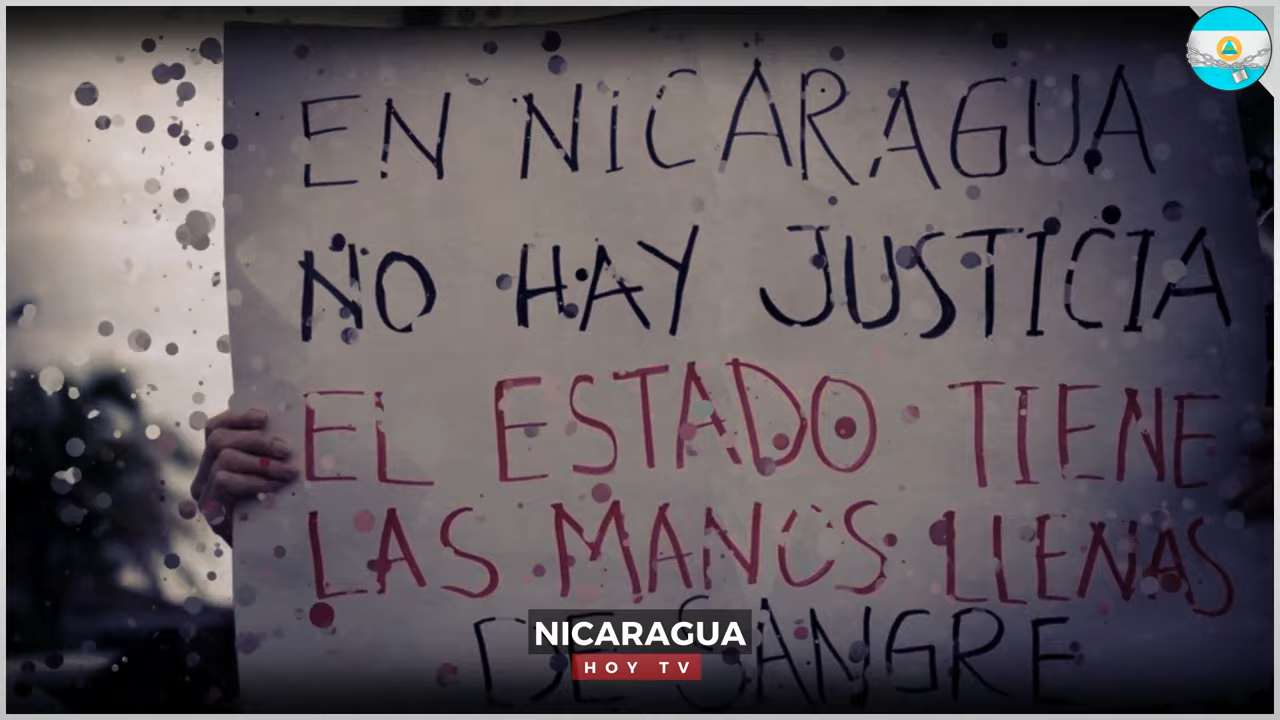 EN NiCARAGUA
NO HAY JUSTICIA
EL ESTADO TIENE
LAS MANOS LLENAS
DE SANGRE
NICARAGUA
HOY TV